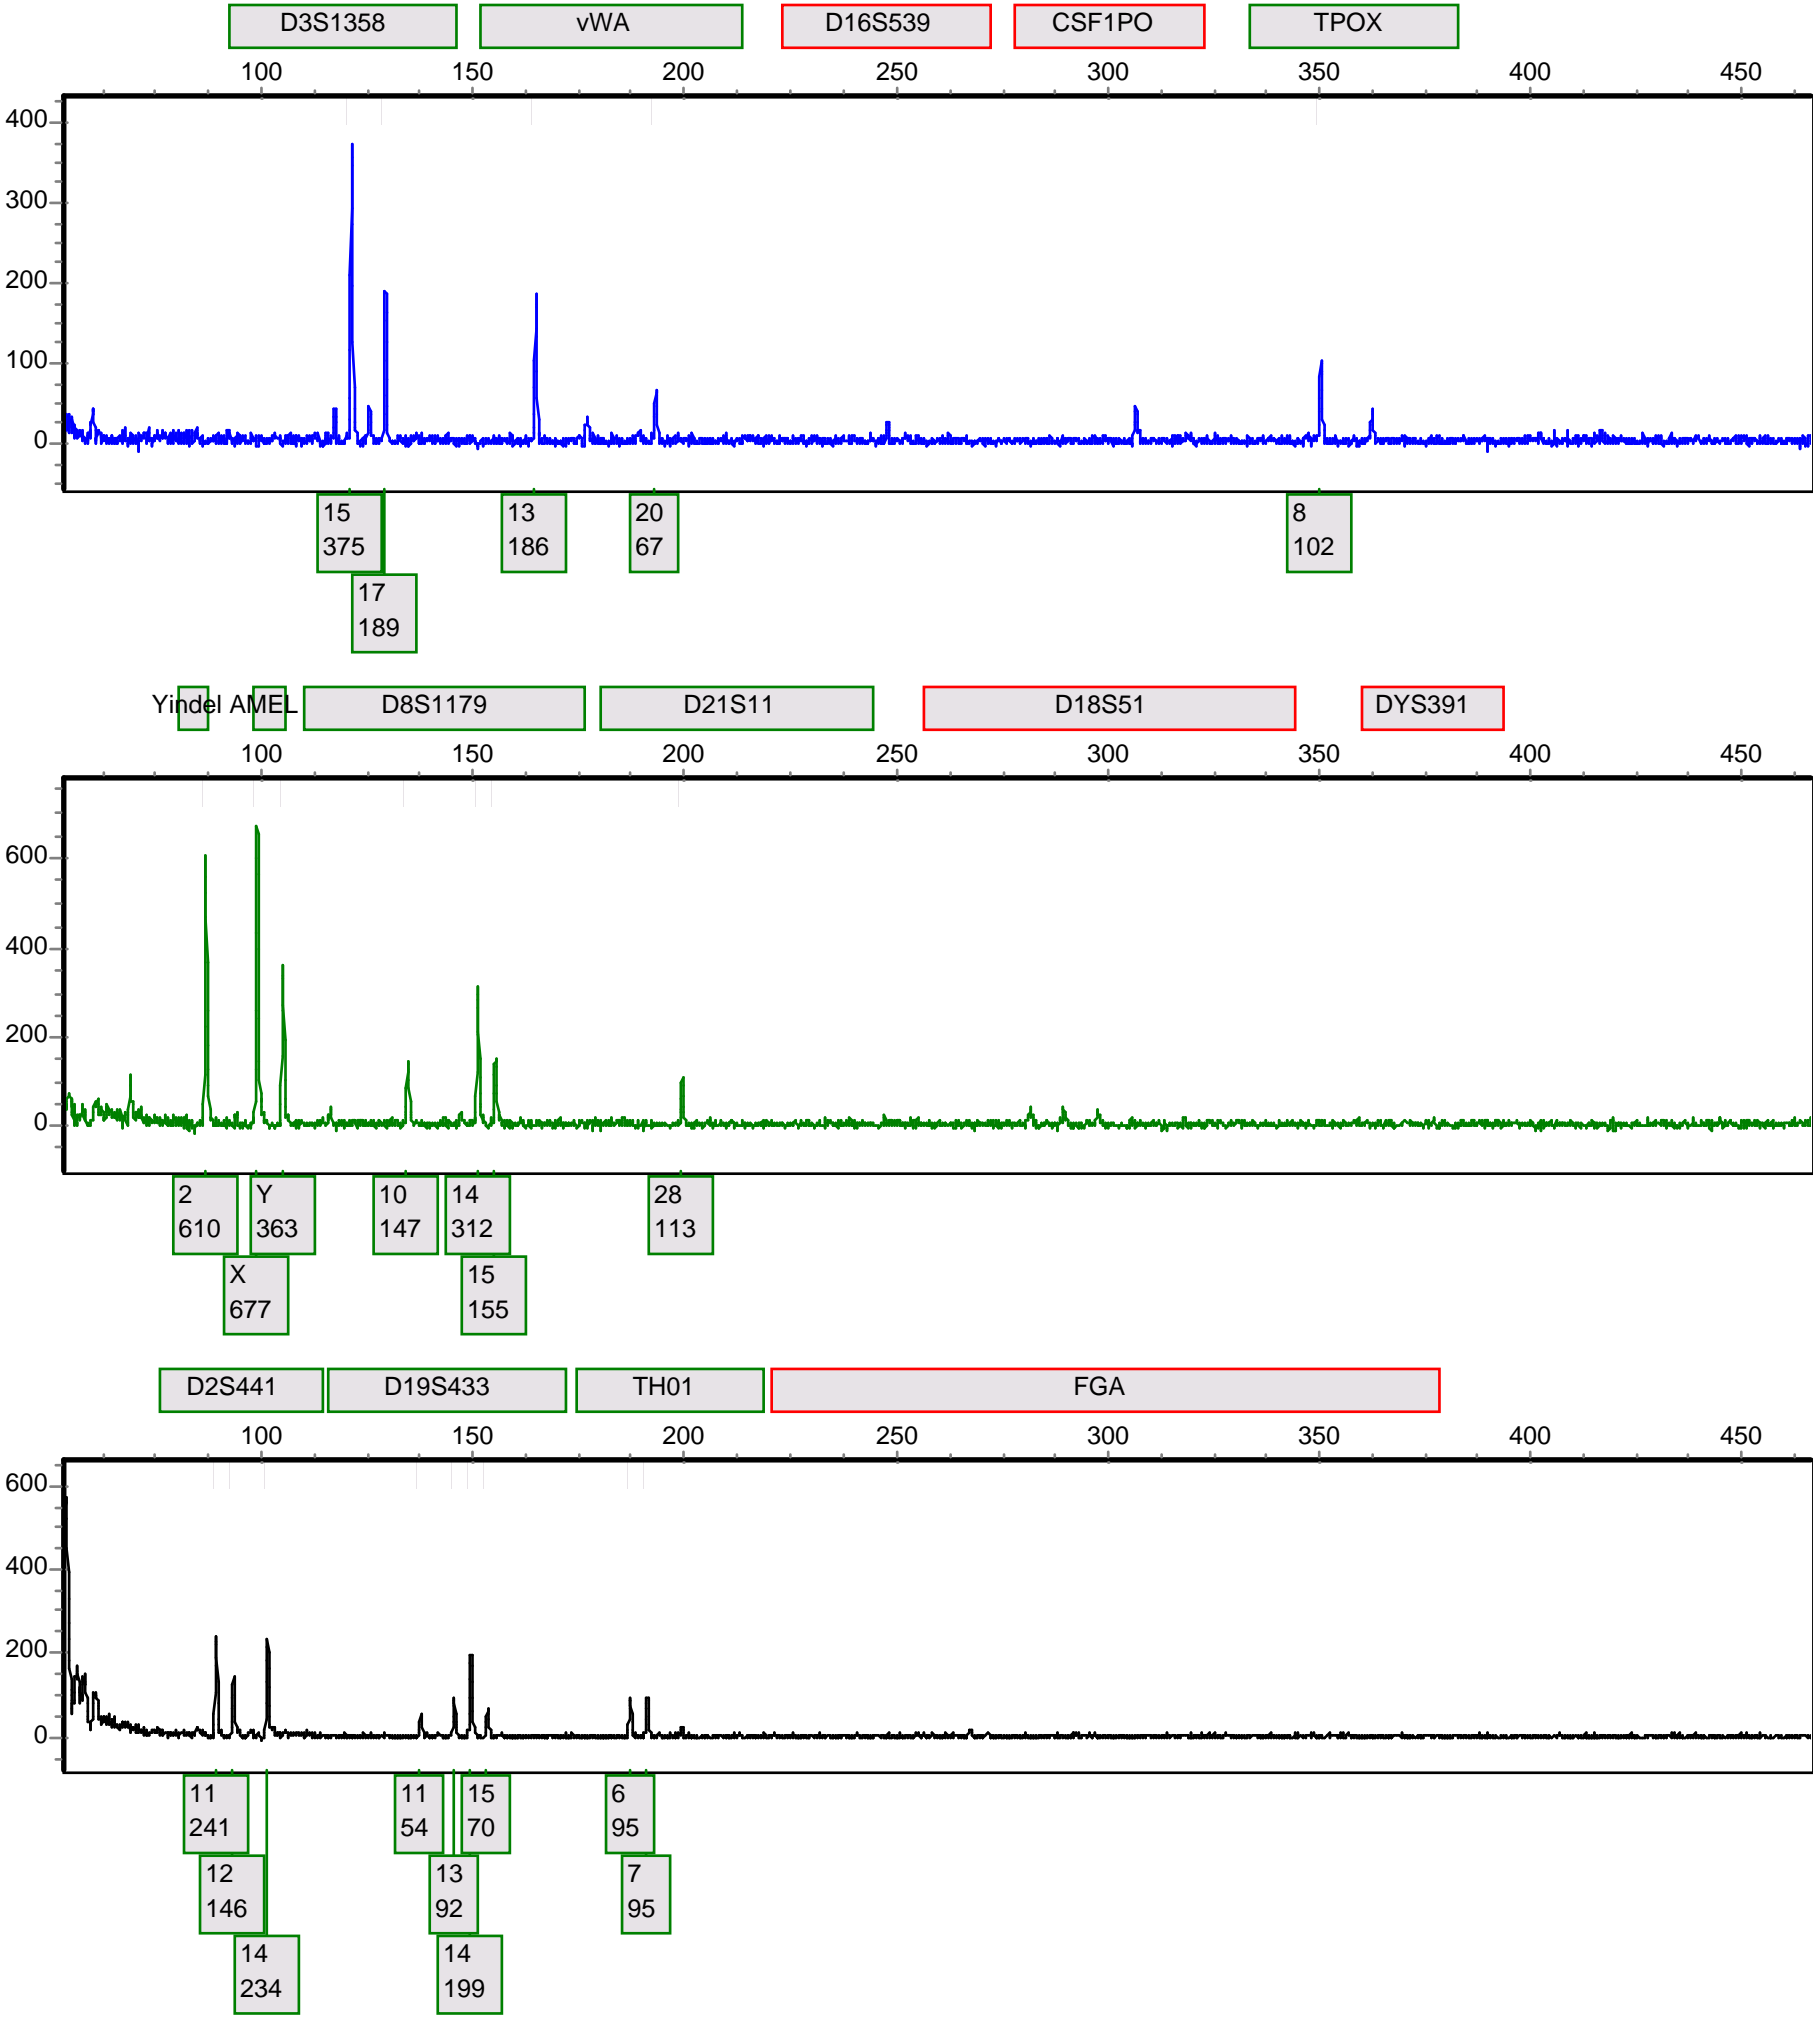 D3S1358 vWA D16S539 CSF1PO TPOX
100 150 200 250 300 350 400 450
400
300
200
100
0
15 13 20 8
375 186 67 102
17
189
Yindel AMEL D8S1179 D21S11 D18S51 DYS391
100 150 200 250 300 350 400 450
600
400
200
0
2 Y 10 14 28
610 363 147 312 113
X 15
677 155
D2S441 D19S433 TH01 FGA
100 150 200 250 300 350 400 450
600
400
200
0
11 11 15 6
241 54 70 95
12 13 7
146 92 95
14 14
234 199